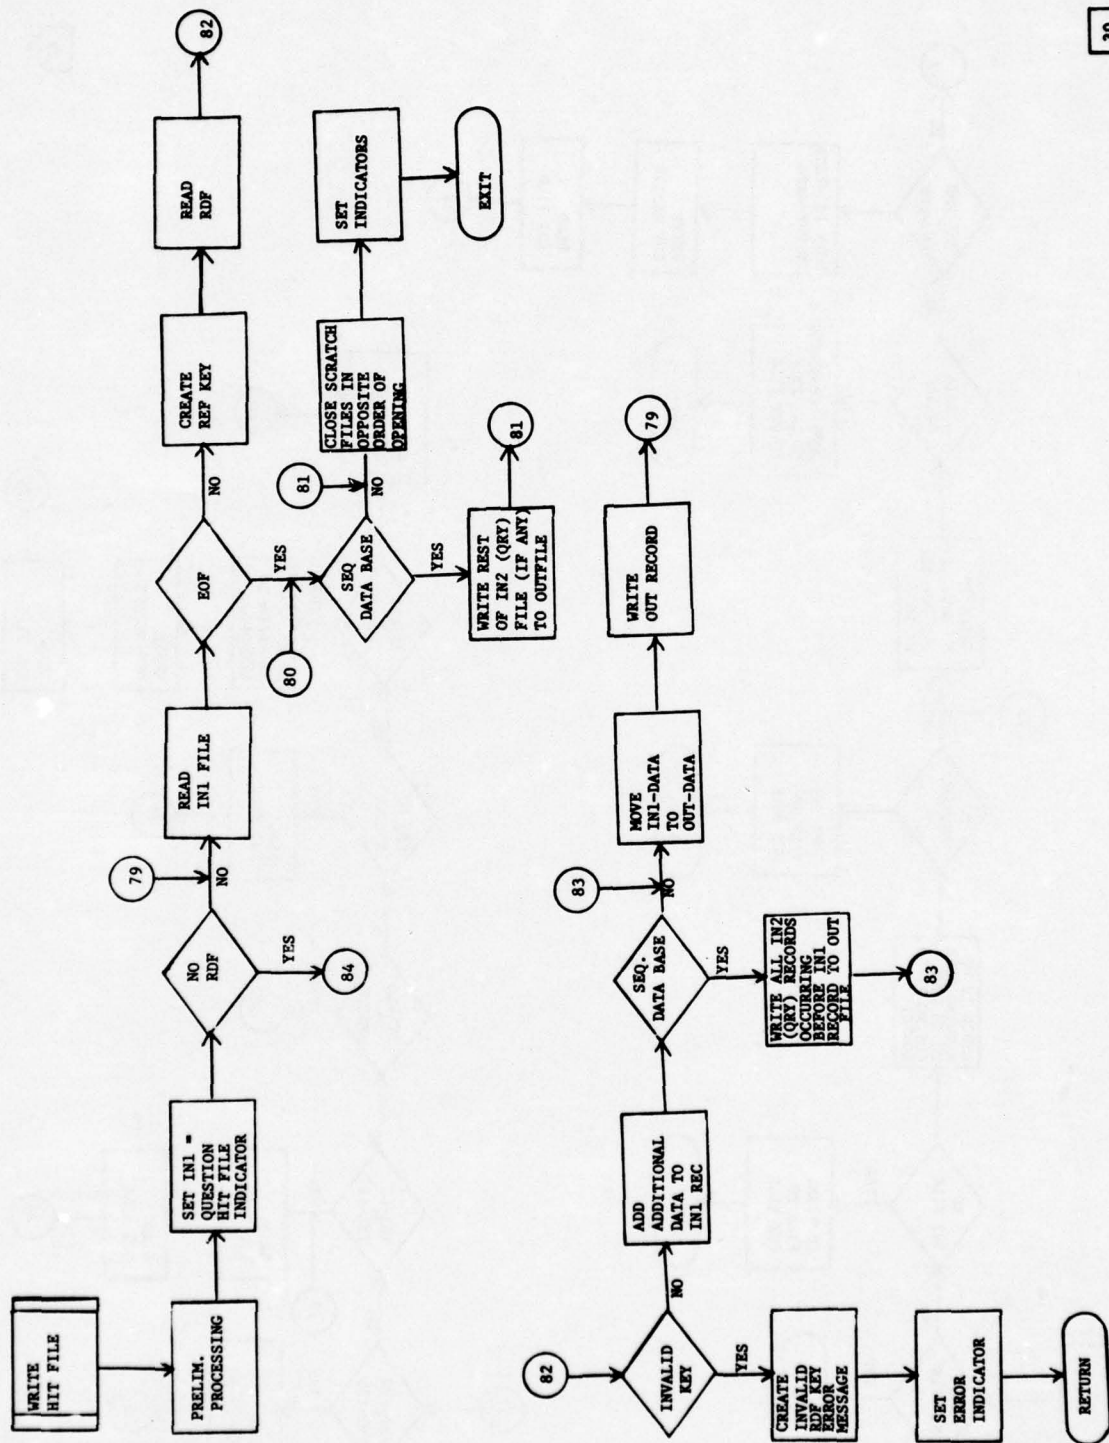 WRITE
HIT FILE
PRELIM.
PROCESSING
SET IN1 =
QUESTION
HIT FILE
INDICATOR
NO
RDF
YES
84
79
NO
READ
IN1 FILE
EOF
NO
YES
80
CREATE
REF KEY
READ
RDF
82
SEQ
DATA BASE
81
NO
YES
CLOSE SCRATCH
FILES IN
OPPOSITE
ORDER OF
OPENING
SET
INDICATORS
EXIT
WRITE REST
OF IN2 (QRY)
FILE (IF ANY)
TO OUTFILE
81
82
INVALID
KEY
NO
YES
CREATE
INVALID
RDF KEY
ERROR
MESSAGE
SET
ERROR
INDICATOR
RETURN
ADD
ADDITIONAL
DATA TO
IN1 REC
SEQ.
DATA BASE
83
NO
YES
WRITE ALL IN2
(QRY) RECORDS
OCCURRING
BEFORE IN1
RECORD TO OUT
FILE
83
MOVE
IN1-DATA
TO
OUT-DATA
WRITE
OUT RECORD
79